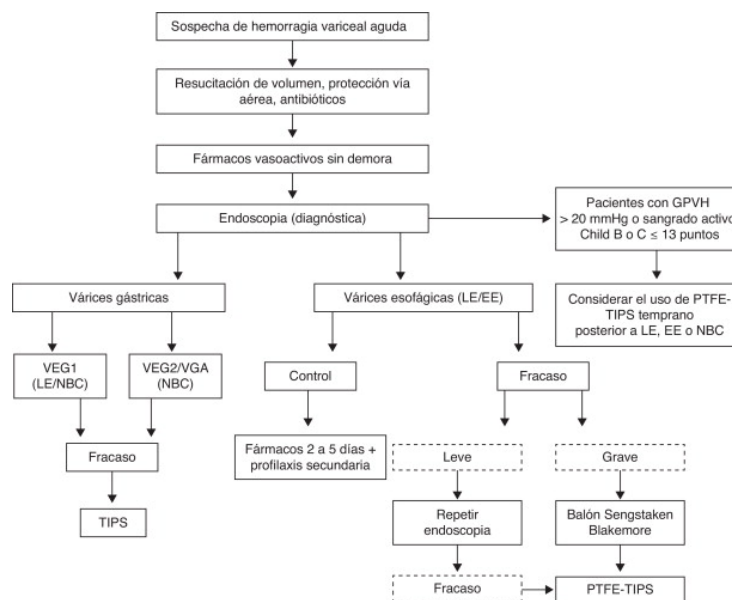 Sospecha de hemorragia variceal aguda
Resucitación de volumen, protección vía
aérea, antibióticos
Fármacos vasoactivos sin demora
Endoscopia (diagnóstica)
Pacientes con GPVH
> 20 mmHg o sangrado activo
Child B o C ≤ 13 puntos
Considerar el uso de PTFE-
TIPS temprano
posterior a LE, EE o NBC
Várices gástricas
Várices esofágicas (LE/EE)
VEG1
(LE/NBC)
VEG2/VGA
(NBC)
Control
Fracaso
Fracaso
Fármacos 2 a 5 días +
profilaxis secundaria
Leve
Grave
TIPS
Repetir
endoscopia
Balón Sengstaken
Blakemore
Fracaso
PTFE-TIPS